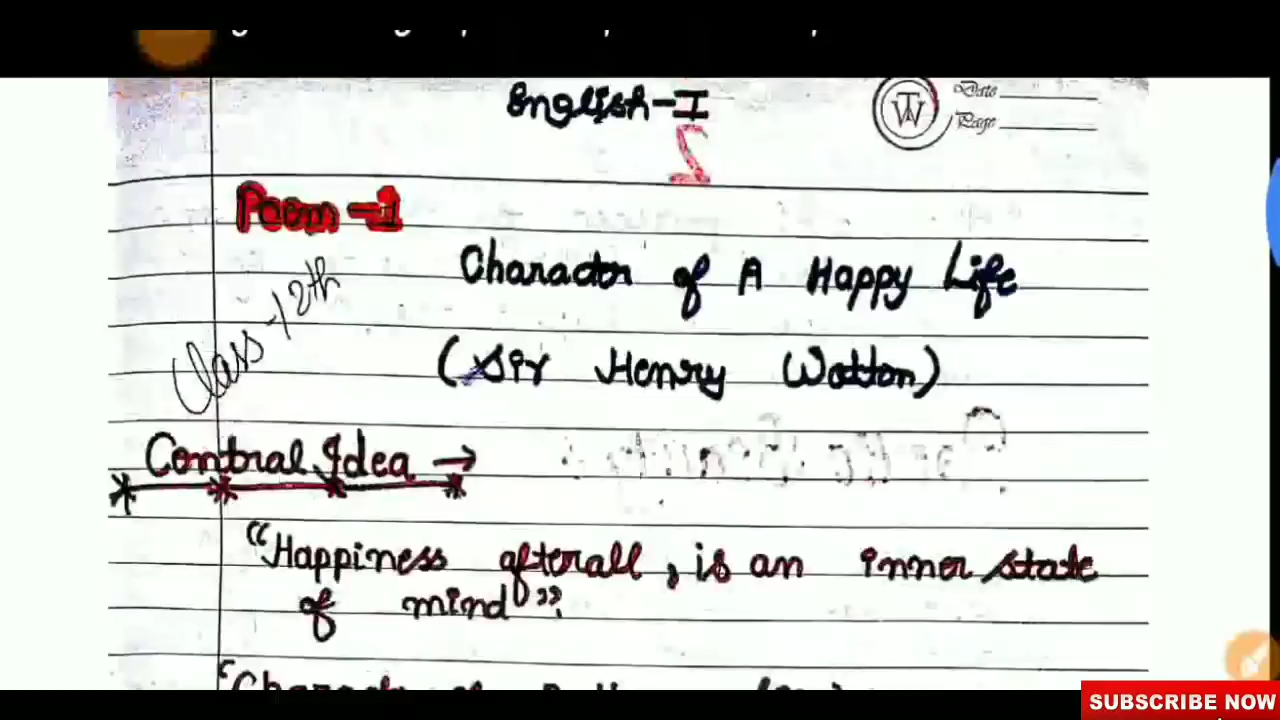 English-I
Date
Page
Poem-1
Character of A Happy Life
Class-12th
(Sir Henry Wotton)
Central Idea →
"Happiness afterall, is an inner state
of mind".
SUBSCRIBE NOW